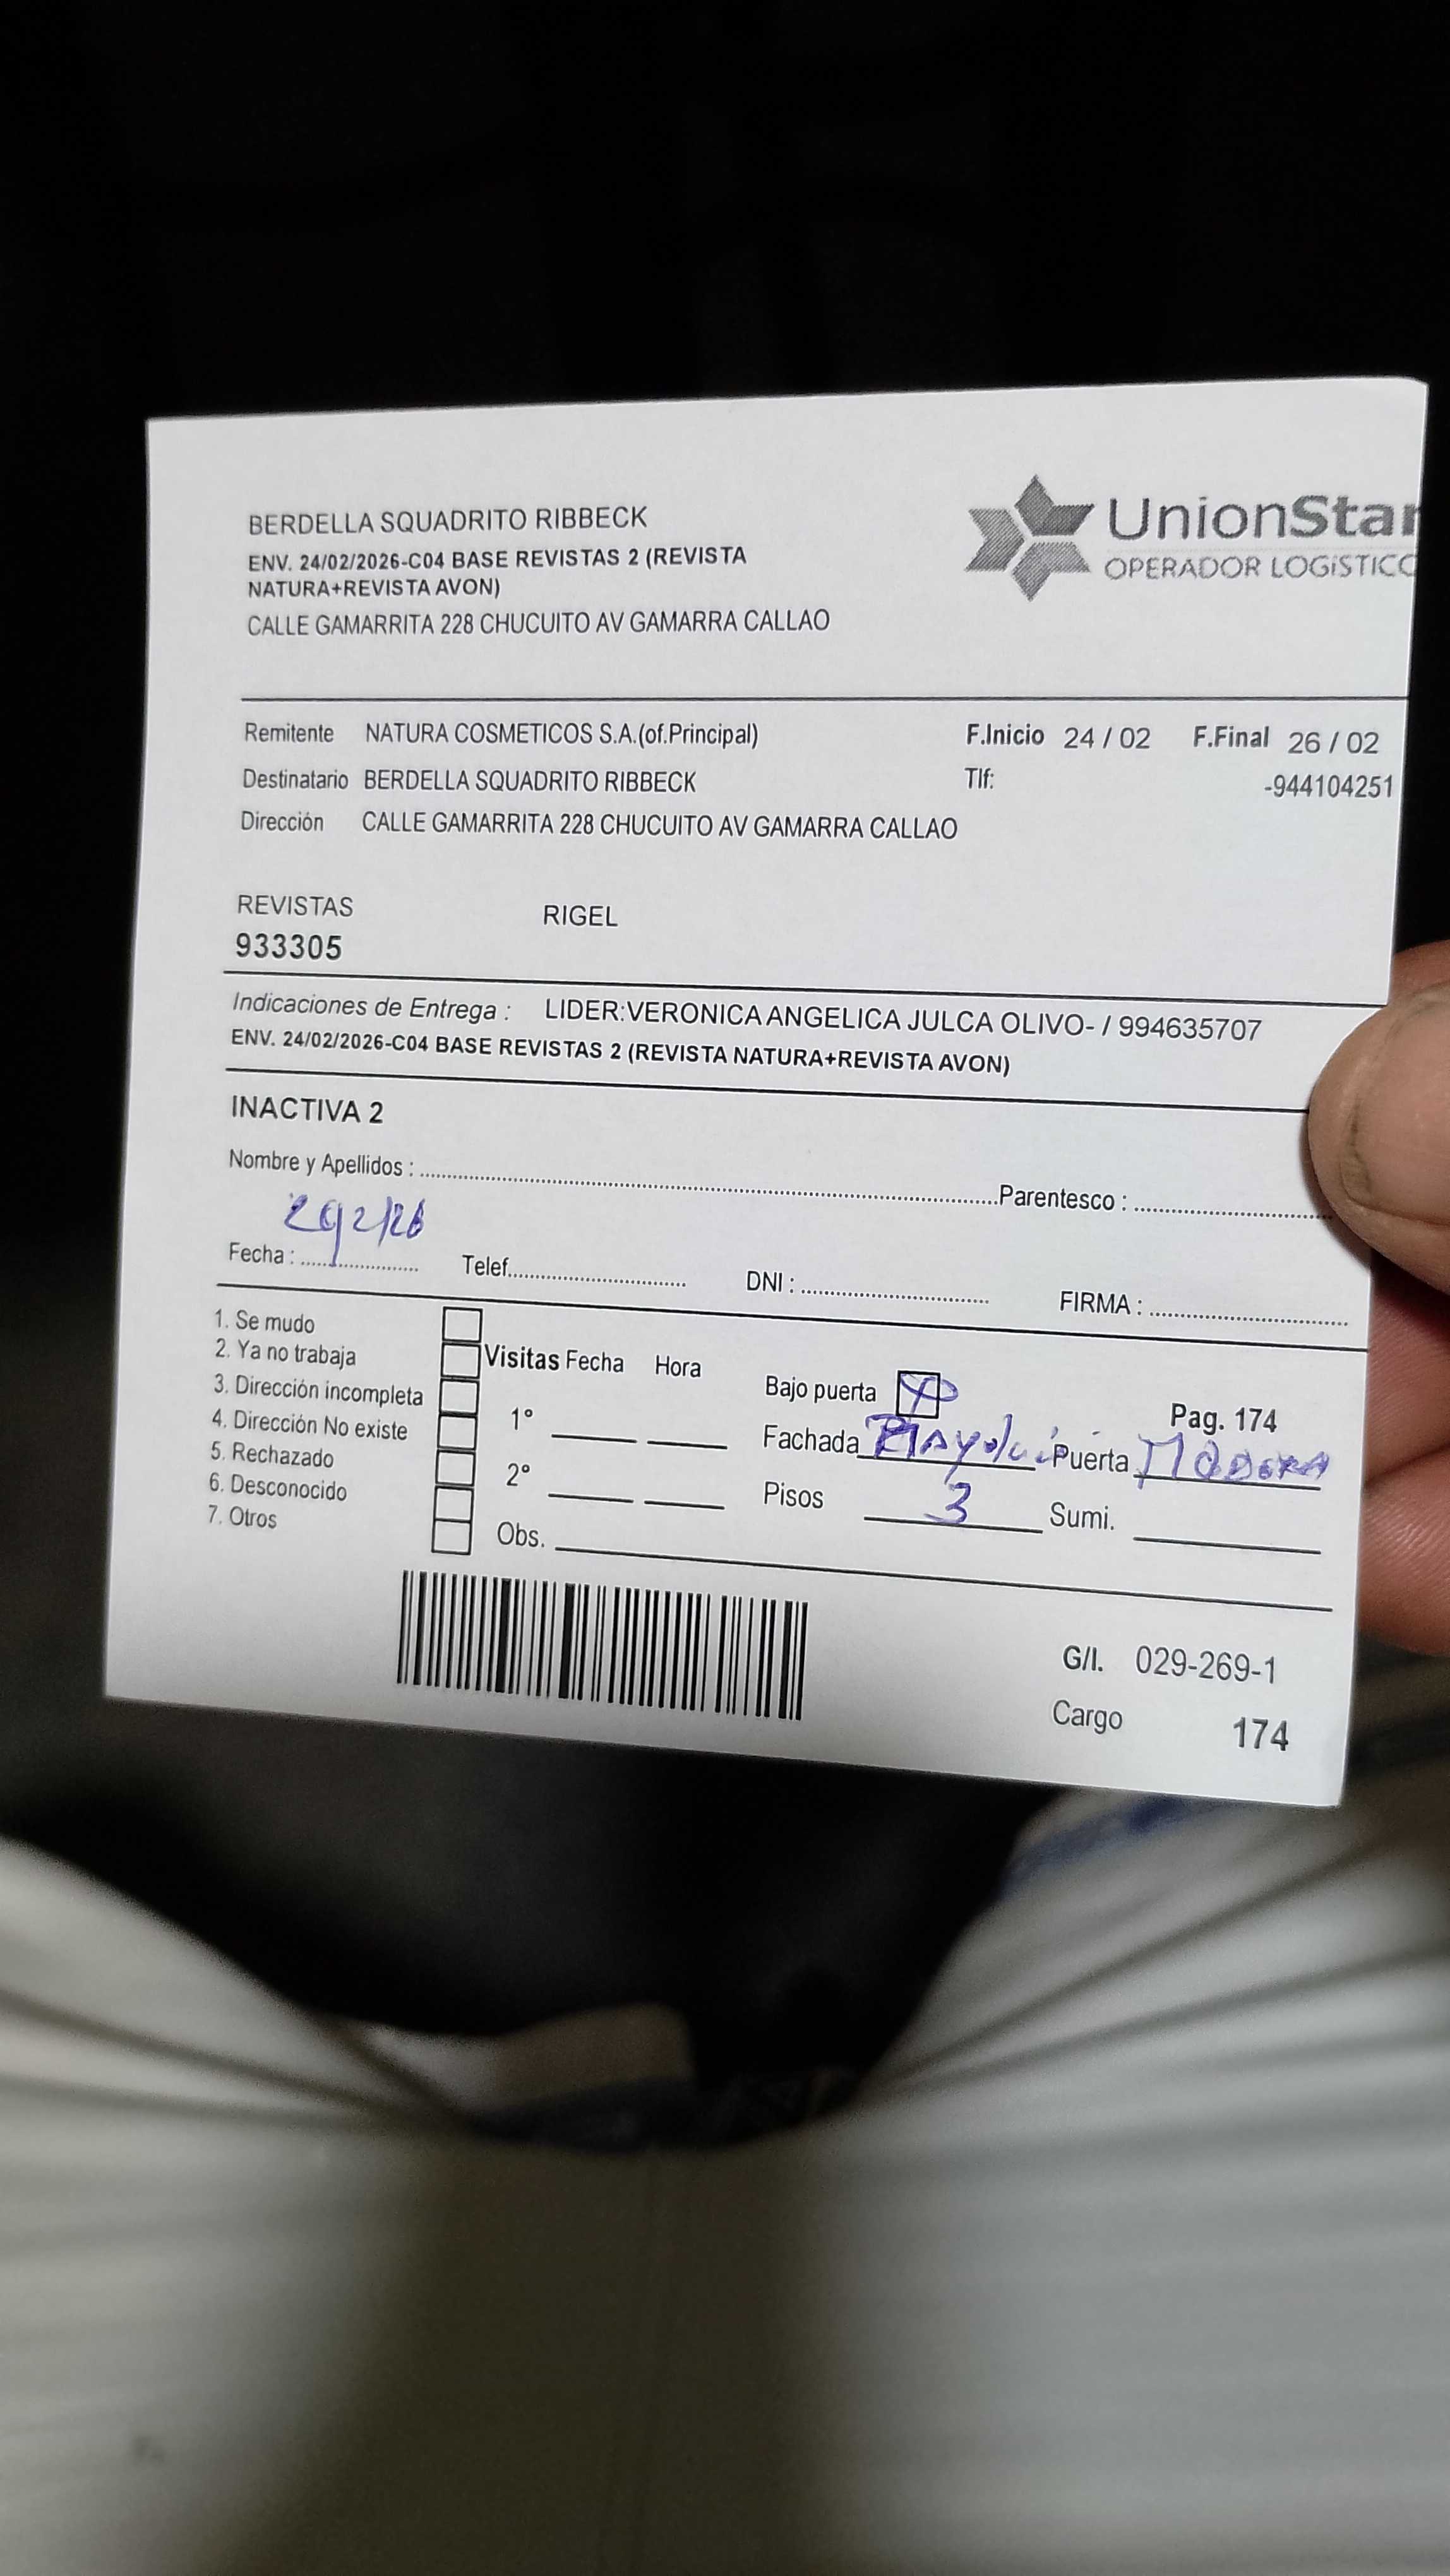 BERDELLA SQUADRITO RIBBECK
ENV. 24/02/2026-C04 BASE REVISTAS 2 (REVISTA
NATURA+REVISTA AVON)
CALLE GAMARRITA 228 CHUCUITO AV GAMARRA CALLAO
UnionStar
OPERADOR LOGíSTICO
Remitente NATURA COSMETICOS S.A.(of.Principal) F.Inicio 24 / 02 F.Final 26 / 02
Destinatario BERDELLA SQUADRITO RIBBECK Tlf: -944104251
Dirección CALLE GAMARRITA 228 CHUCUITO AV GAMARRA CALLAO
REVISTAS RIGEL
933305
Indicaciones de Entrega : LIDER:VERONICA ANGELICA JULCA OLIVO- / 994635707
ENV. 24/02/2026-C04 BASE REVISTAS 2 (REVISTA NATURA+REVISTA AVON)
INACTIVA 2
Nombre y Apellidos : Parentesco :
Fecha : Telef. DNI : FIRMA :
1. Se mudo
2. Ya no trabaja
3. Dirección incompleta
4. Dirección No existe
5. Rechazado
6. Desconocido
7. Otros
Visitas Fecha Hora
1°
2°
Obs.
Bajo puerta Pag. 174
Fachada Puerta
Pisos 3 Sumi.
G/I. 029-269-1
Cargo 174